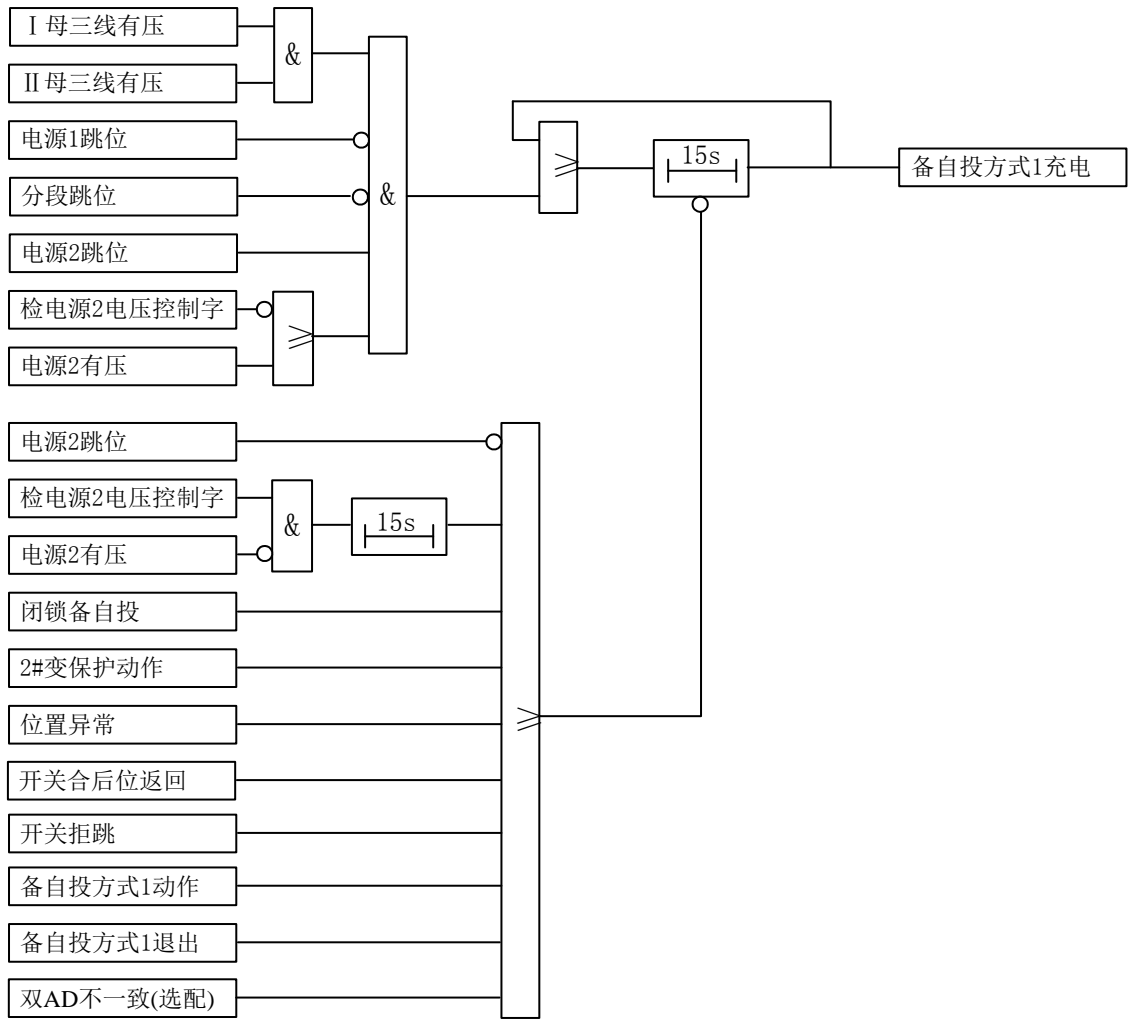 Ⅰ母三线有压
&
Ⅱ母三线有压
电源1跳位
分段跳位
&
电源2跳位
检电源2电压控制字
≥
电源2有压
≥
15s
备自投方式1充电
电源2跳位
检电源2电压控制字
&
15s
电源2有压
闭锁备自投
2#变保护动作
位置异常
≥
开关合后位返回
开关拒跳
备自投方式1动作
备自投方式1退出
双AD不一致(选配)